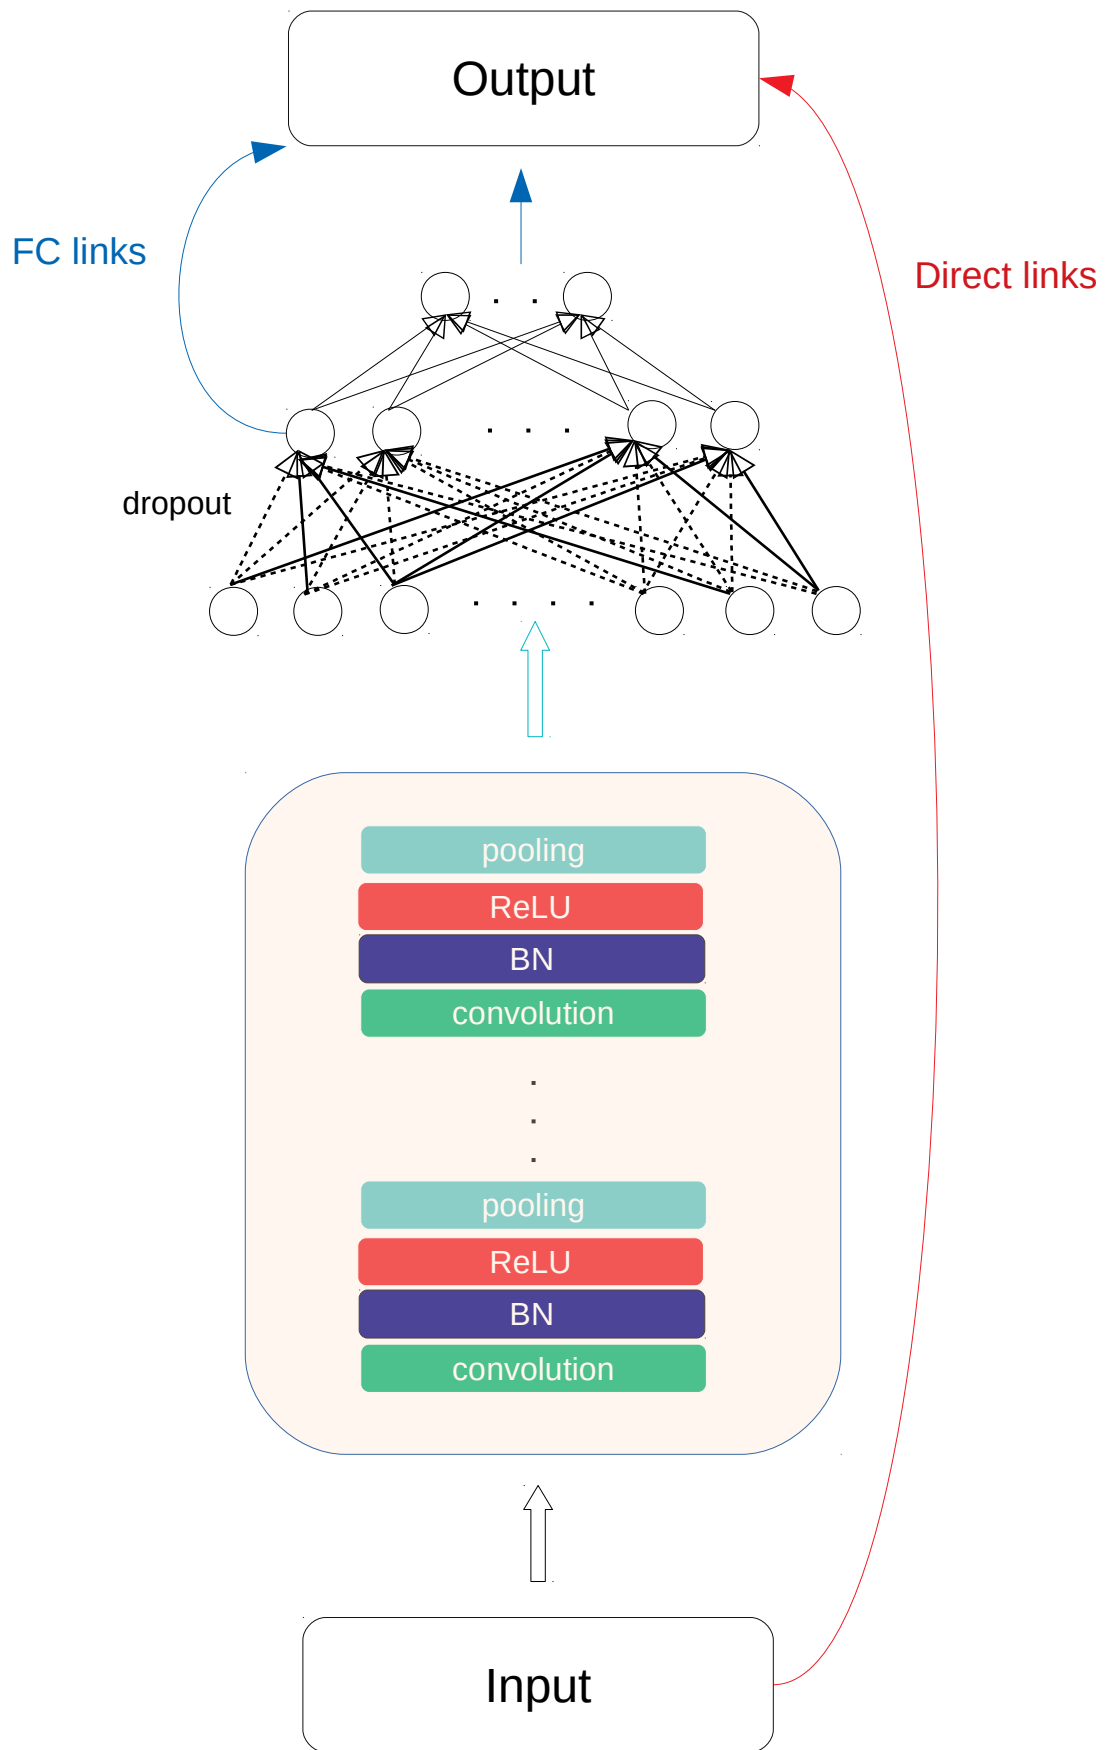 Output
FC links
Direct links
dropout
pooling
ReLU
BN
convolution
pooling
ReLU
BN
convolution
Input